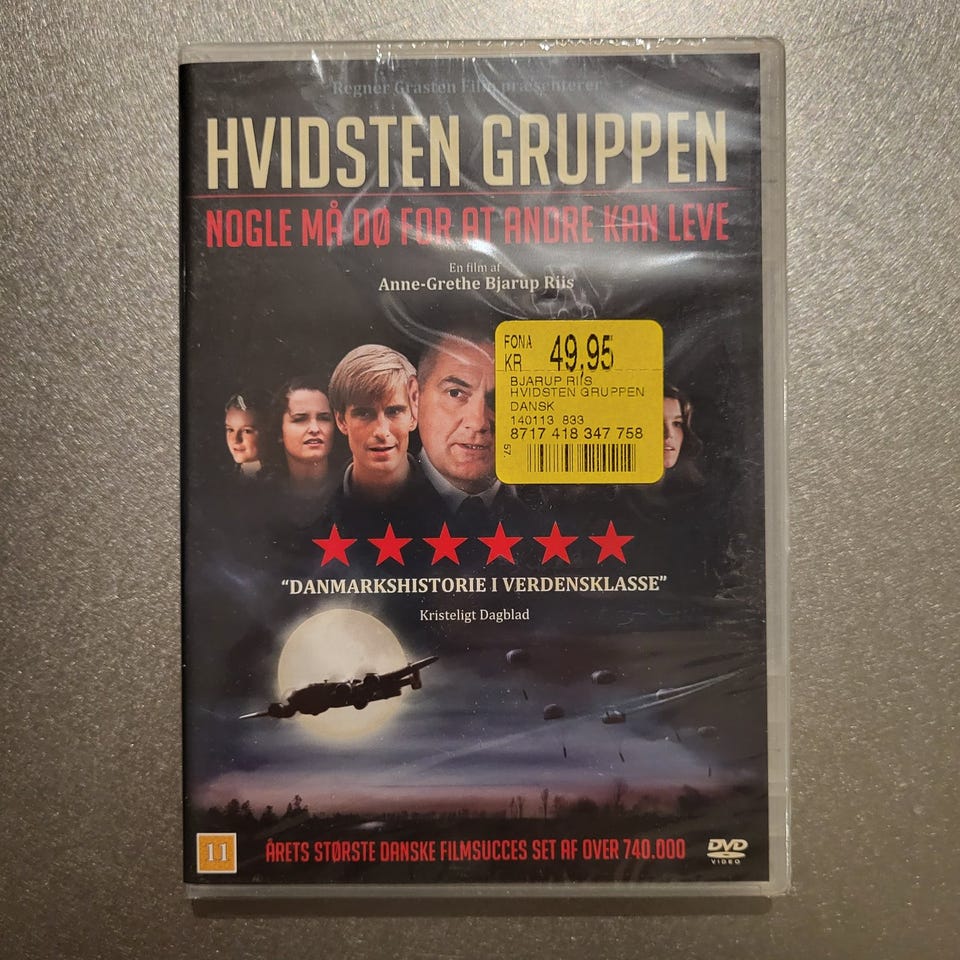 Regner Grasten Film præsenterer
HVIDSTEN GRUPPEN
NOGLE MÅ DØ FOR AT ANDRE KAN LEVE
En film af
Anne-Grethe Bjarup Riis
FONA
KR 49,95
BJARUP RIIS
HVIDSTEN GRUPPEN
DANSK
140113 833
8717 418 347 758
57.
"DANMARKSHISTORIE I VERDENSKLASSE"
Kristeligt Dagblad
11
ÅRETS STØRSTE DANSKE FILMSUCCES SET AF OVER 740.000
DVD
VIDEO